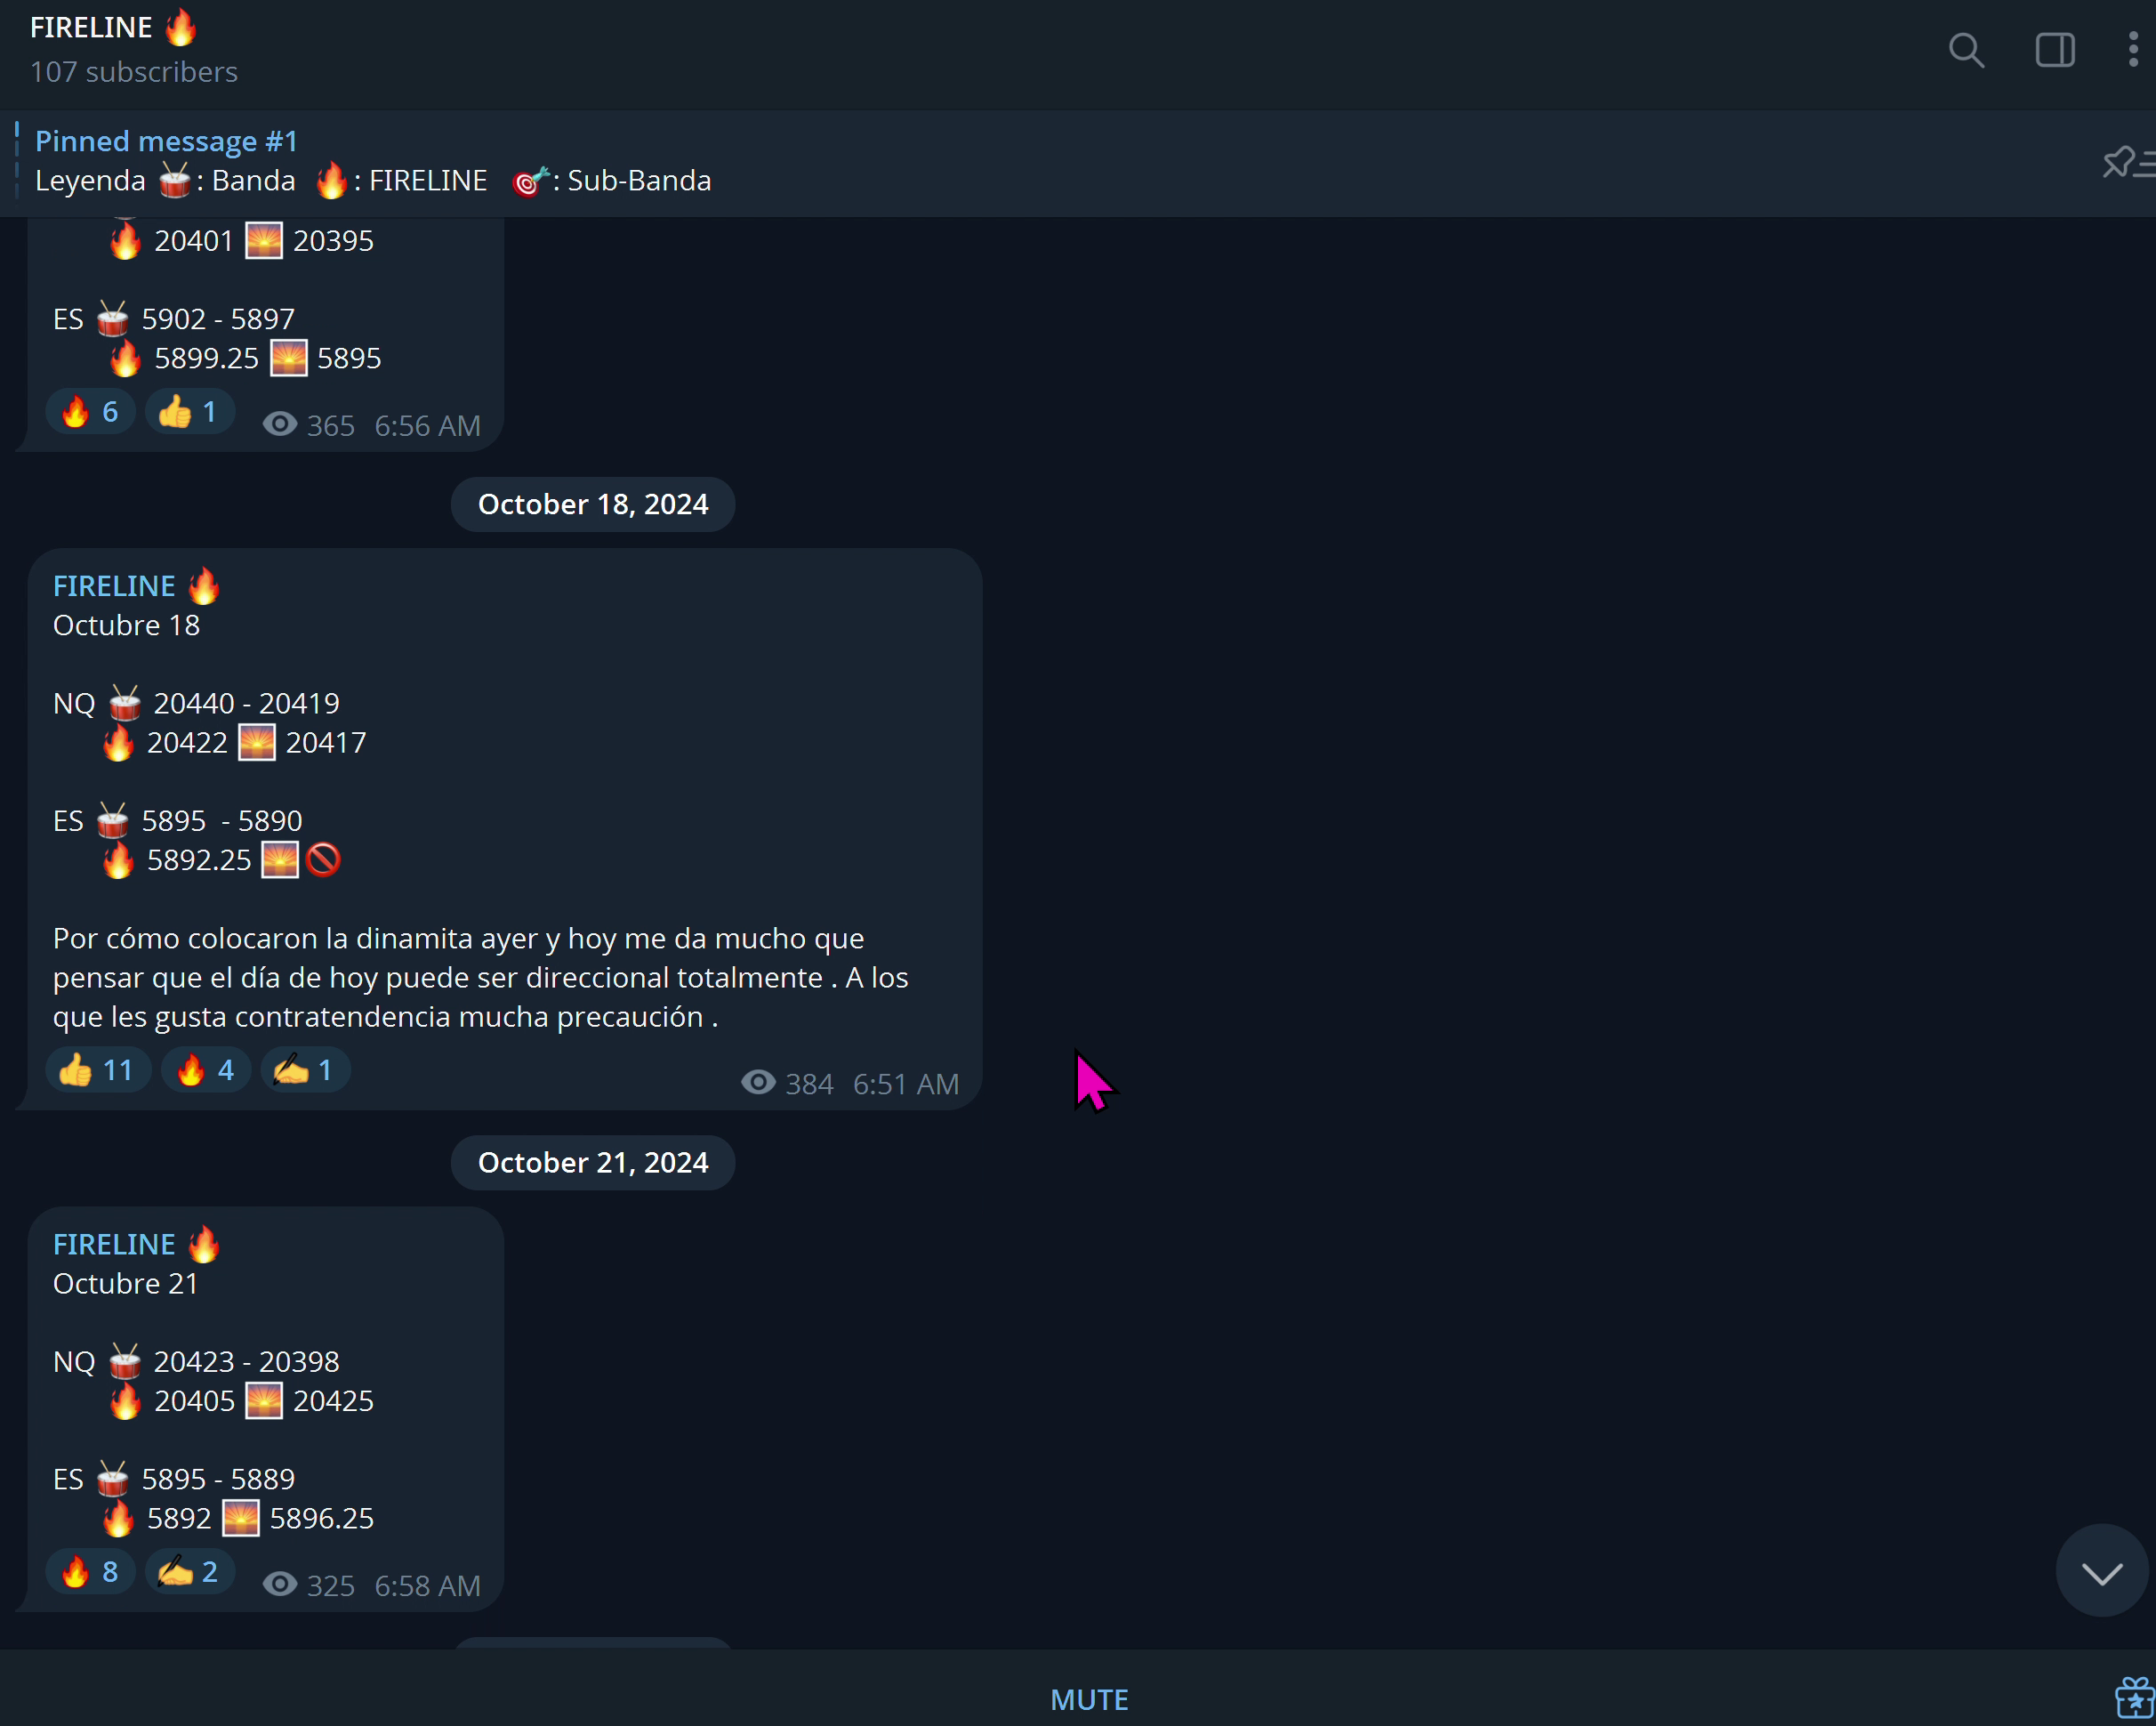 FIRELINE 🔥
107 subscribers
Pinned message #1
Leyenda 🥁: Banda 🔥: FIRELINE 🎯: Sub-Banda
🔥 20401 🌅 20395
ES 🥁 5902 - 5897
🔥 5899.25 🌅 5895
🔥 6 👍 1 365 6:56 AM
October 18, 2024
FIRELINE 🔥
Octubre 18
NQ 🥁 20440 - 20419
🔥 20422 🌅 20417
ES 🥁 5895 - 5890
🔥 5892.25 🌅🚫
Por cómo colocaron la dinamita ayer y hoy me da mucho que
pensar que el día de hoy puede ser direccional totalmente . A los
que les gusta contratendencia mucha precaución .
👍 11 🔥 4 ✍️ 1 384 6:51 AM
October 21, 2024
FIRELINE 🔥
Octubre 21
NQ 🥁 20423 - 20398
🔥 20405 🌅 20425
ES 🥁 5895 - 5889
🔥 5892 🌅 5896.25
🔥 8 ✍️ 2 325 6:58 AM
MUTE